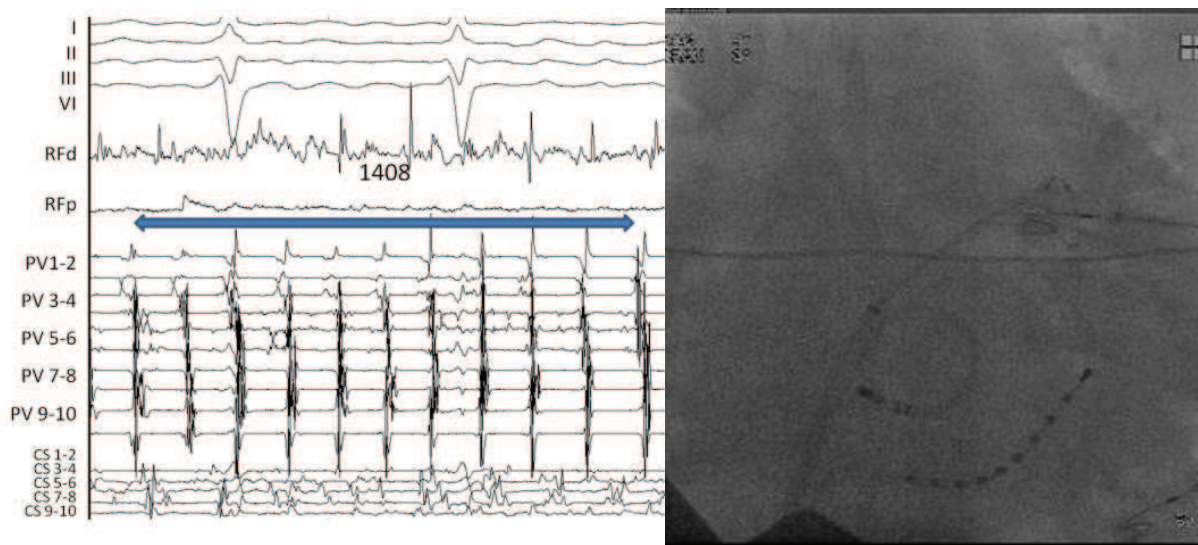 I
II
III
VI
RFd
1408
RFp
PV1-2
PV 3-4
PV 5-6
PV 7-8
PV 9-10
CS 1-2
CS 3-4
CS 5-6
CS 7-8
CS 9-10